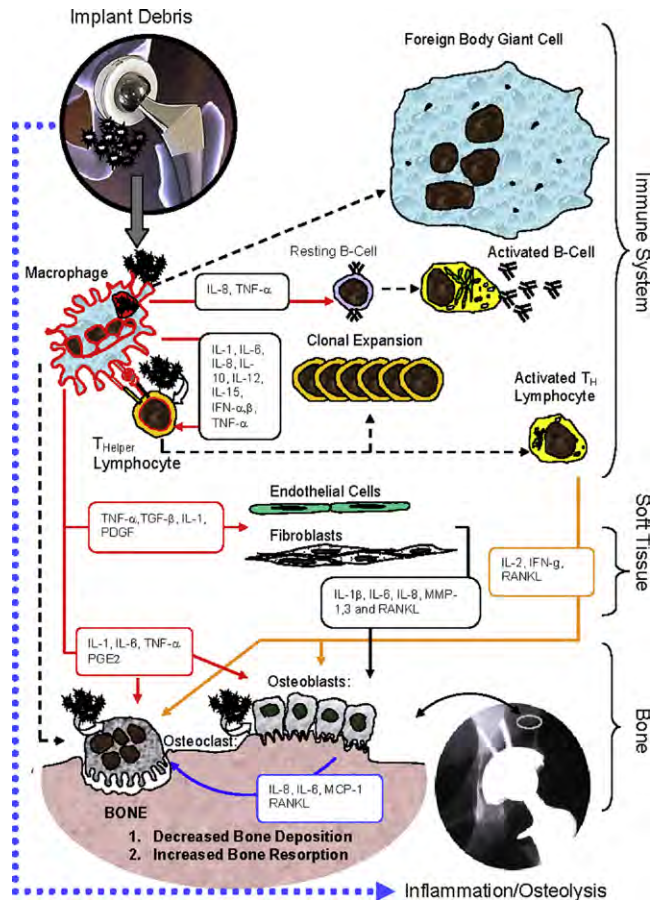 Implant Debris
Foreign Body Giant Cell
Immune System
Macrophage
Resting B-Cell
Activated B-Cell
IL-8, TNF-α
Clonal Expansion
IL-1, IL-6,
IL-8, IL-
10, IL-12,
IL-15,
IFN-α,β,
TNF-α
Activated TH
Lymphocyte
THelper
Lymphocyte
Endothelial Cells
TNF-α,TGF-β, IL-1,
PDGF
Fibroblasts
Soft Tissue
IL-2, IFN-g,
RANKL
IL-1β, IL-6, IL-8, MMP-
1,3 and RANKL
IL-1, IL-6, TNF-α
PGE2
Osteoblasts:
Bone
Osteoclast:
IL-8, IL-6, MCP-1
RANKL
BONE
1. Decreased Bone Deposition
2. Increased Bone Resorption
Inflammation/Osteolysis